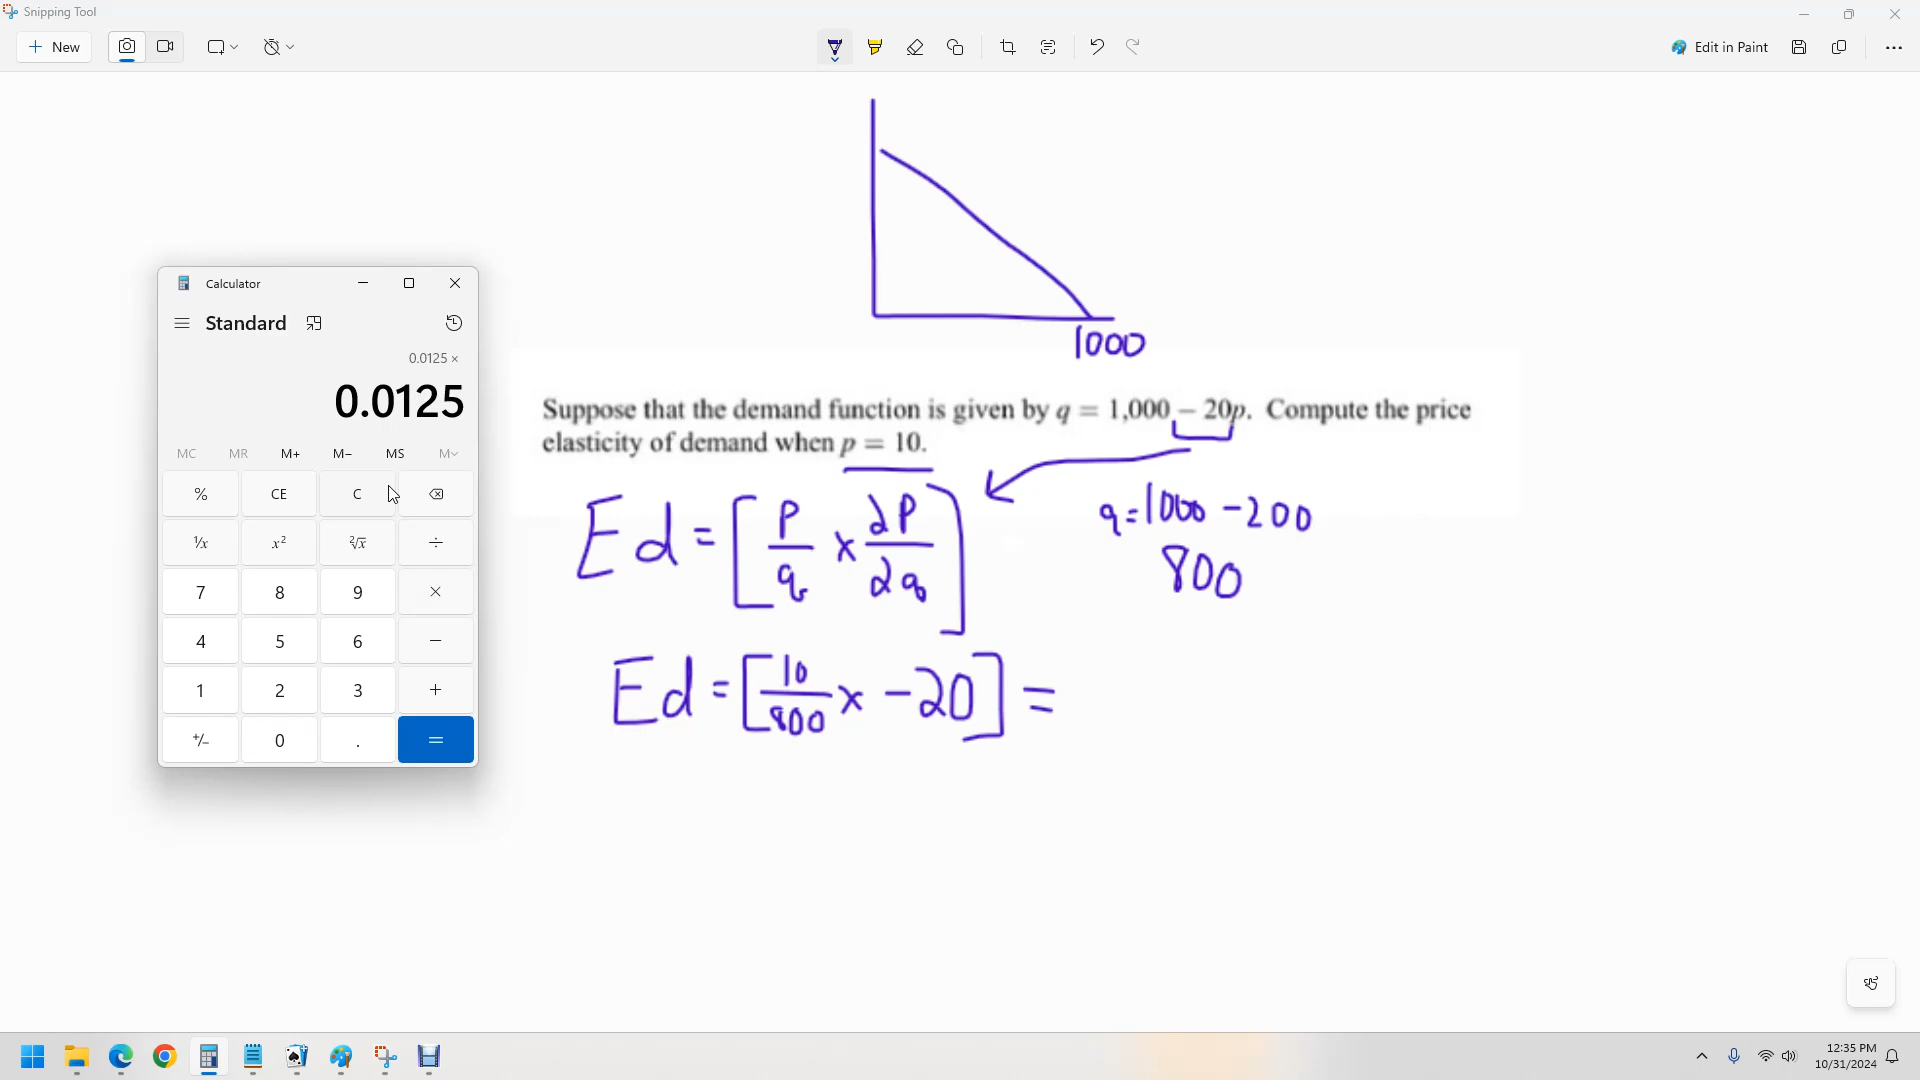 Snipping Tool
New
Edit in Paint
1000
Calculator
Standard
0.0125 ×
0.0125
MC MR M+ M− MS M˅
% CE C
¹/x x² ²√x ÷
7 8 9 ×
4 5 6 −
1 2 3 +
+/− 0 . =
Suppose that the demand function is given by q = 1,000 − 20p. Compute the price
elasticity of demand when p = 10.
Ed = [p/q x ∂p/∂q]
q = 1000 − 200
800
Ed = [10/800 x −20] =
12:35 PM
10/31/2024